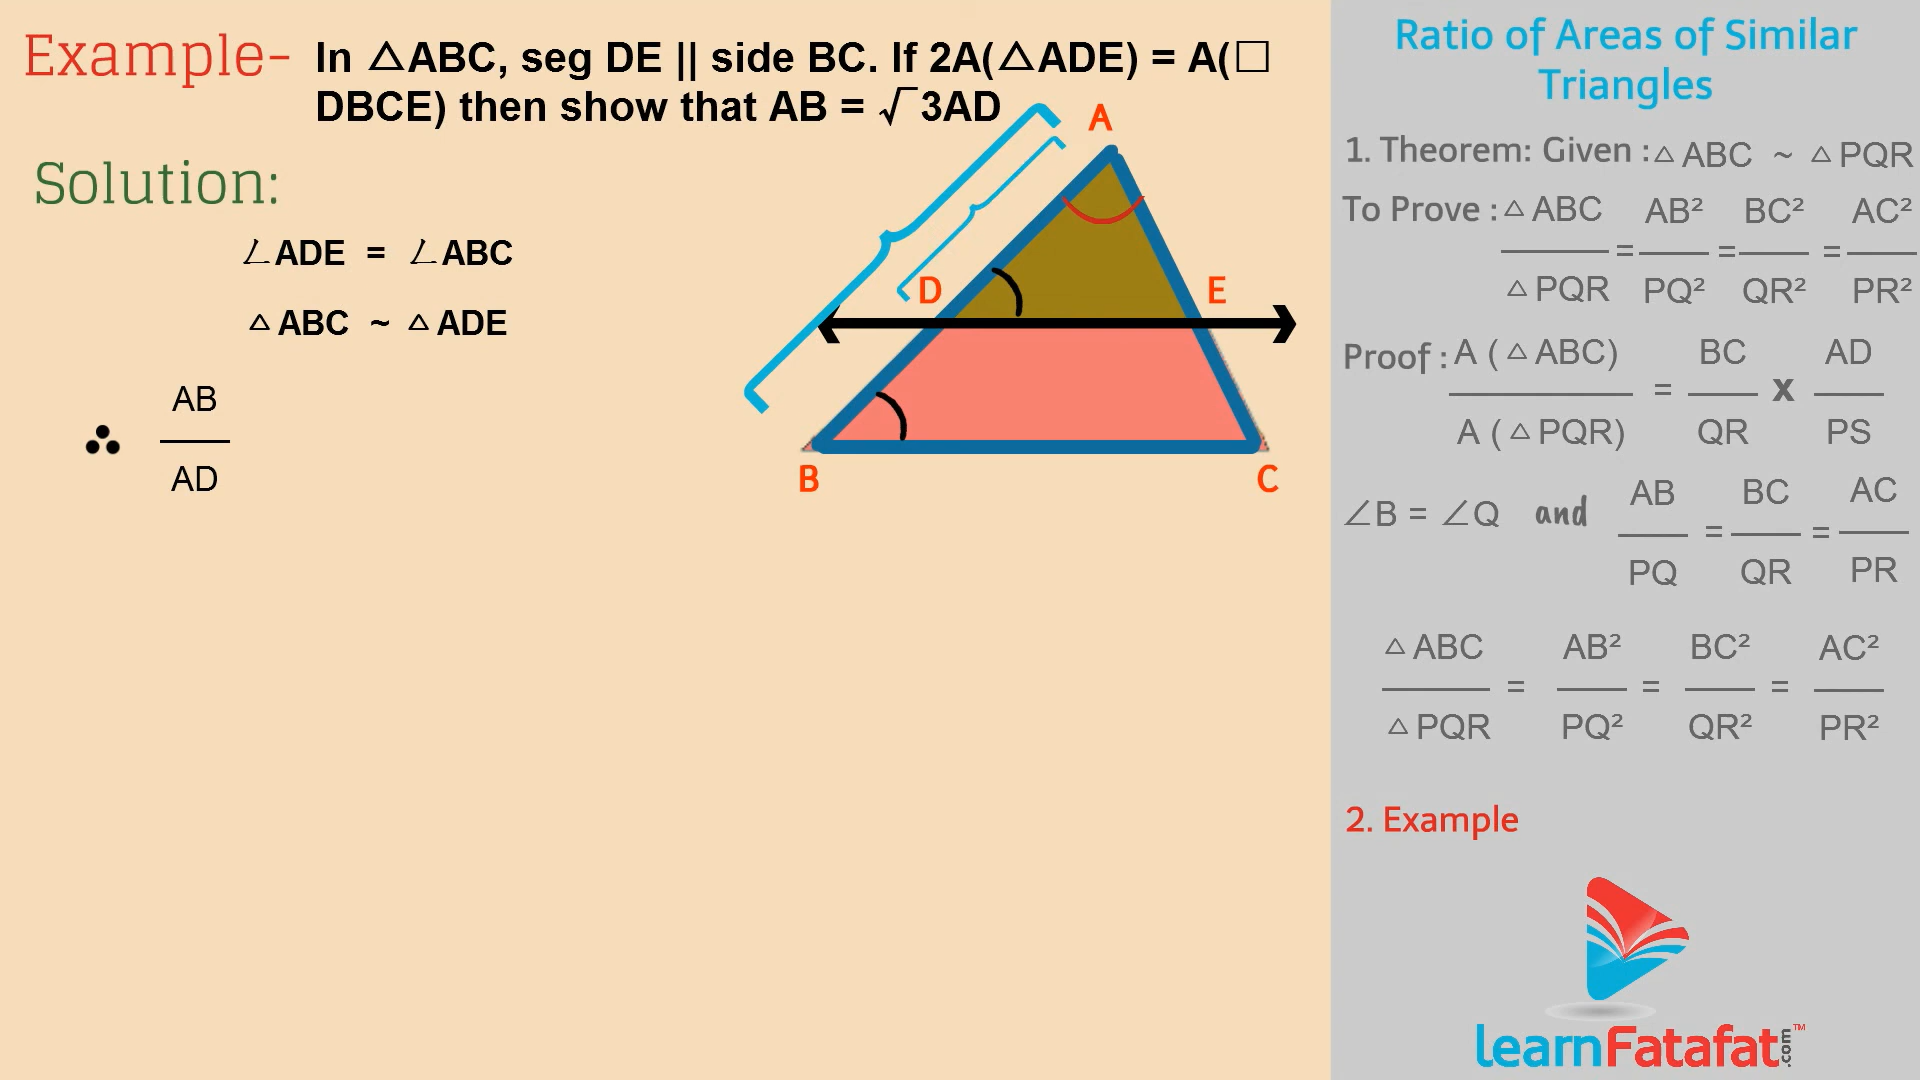 Example- In △ABC, seg DE || side BC. If 2A(△ADE) = A(□
DBCE) then show that AB = √3AD
Solution:
∠ADE = ∠ABC
△ABC ~ △ADE
∴ AB
AD
A
D
E
B
C
Ratio of Areas of Similar
Triangles
1. Theorem: Given : △ABC ~ △PQR
To Prove : △ABC = AB² = BC² = AC²
△PQR PQ² QR² PR²
Proof : A (△ABC) = BC x AD
A (△PQR) QR PS
∠B = ∠Q and AB = BC = AC
PQ QR PR
△ABC = AB² = BC² = AC²
△PQR PQ² QR² PR²
2. Example
learnFatafat.com™